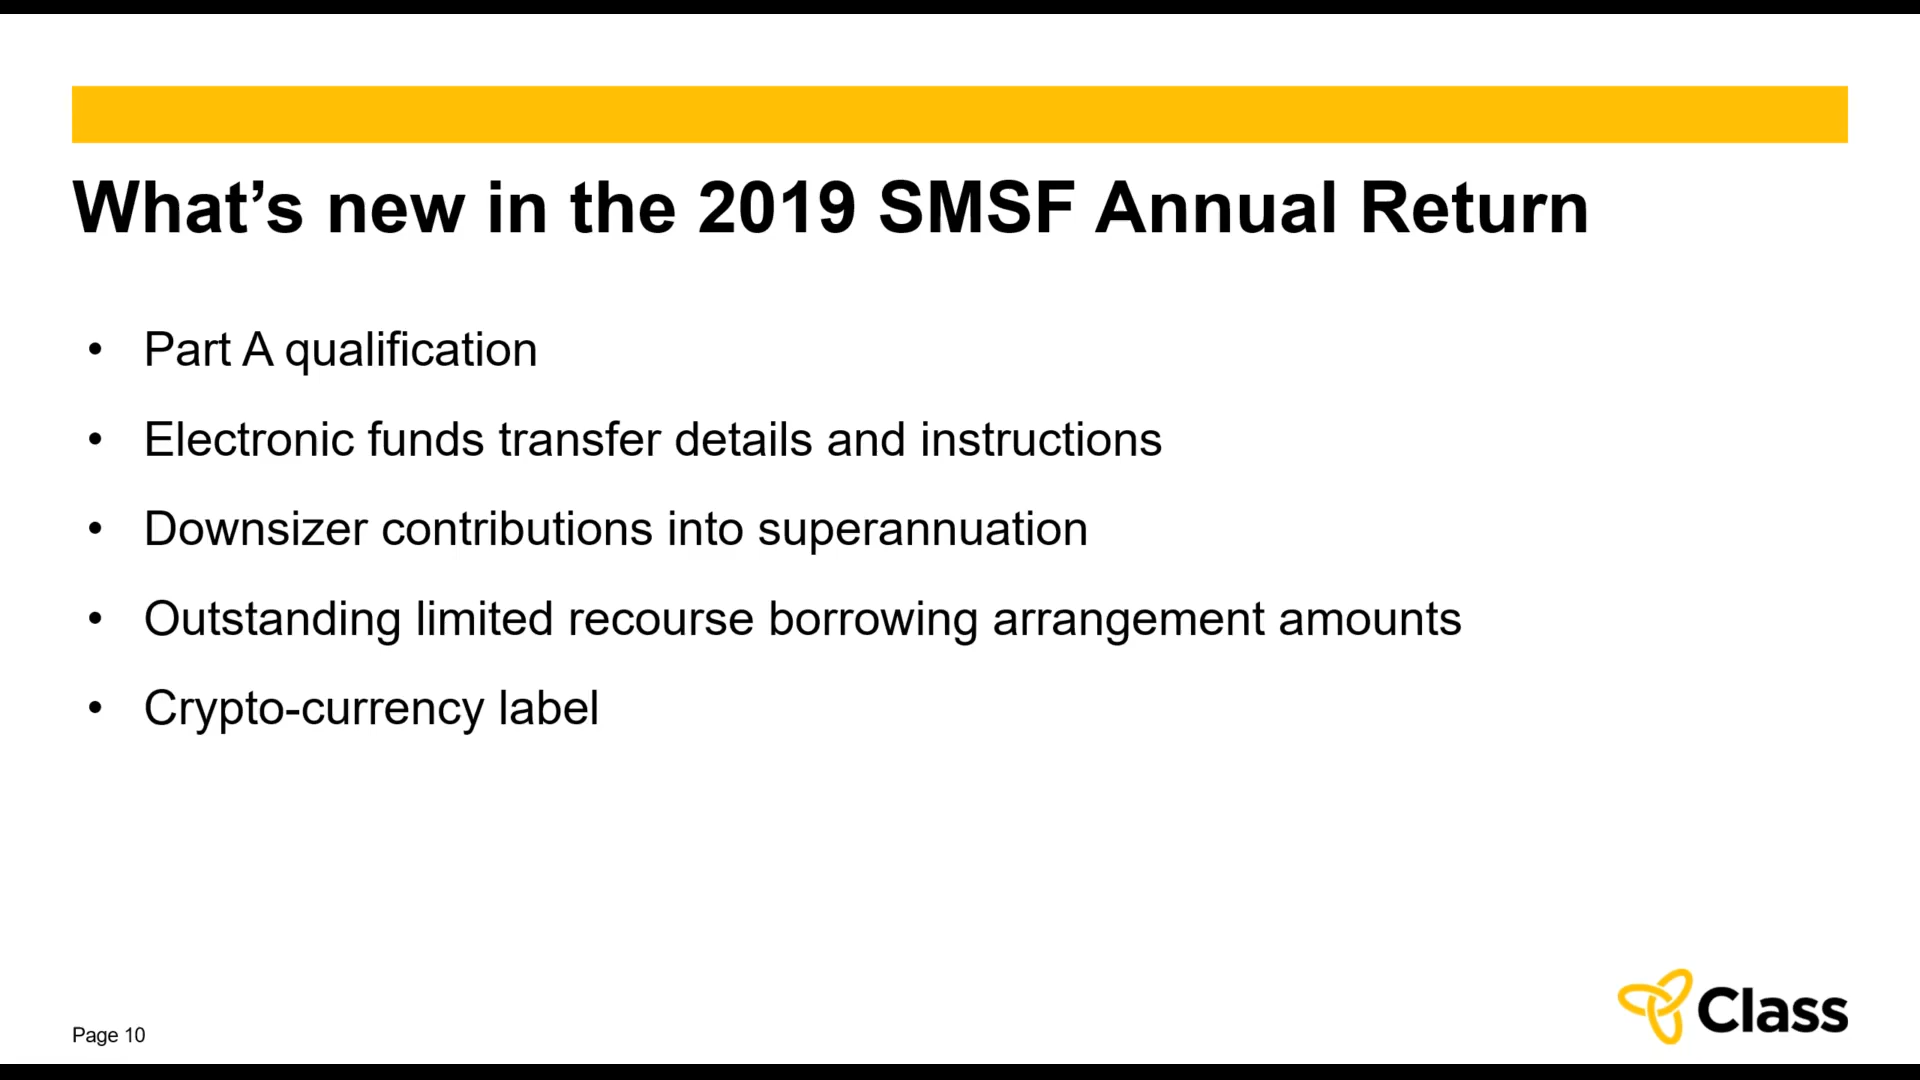 What’s new in the 2019 SMSF Annual Return
• Part A qualification
• Electronic funds transfer details and instructions
• Downsizer contributions into superannuation
• Outstanding limited recourse borrowing arrangement amounts
• Crypto-currency label
Class
Page 10